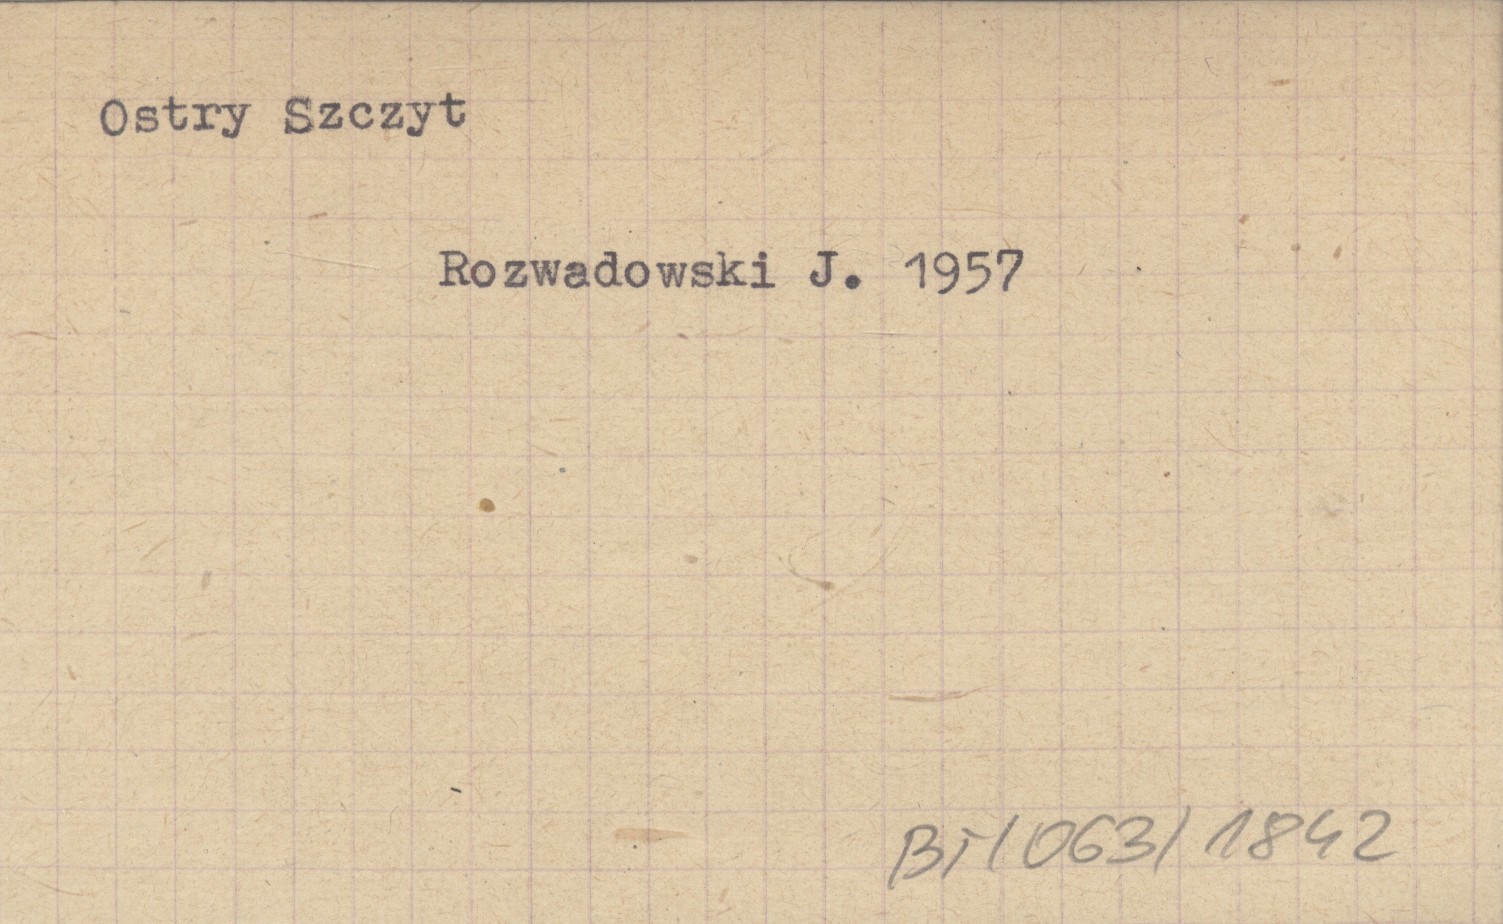 Ostry Szczyt
Rozwadowski J. 1957
BT/063/1842